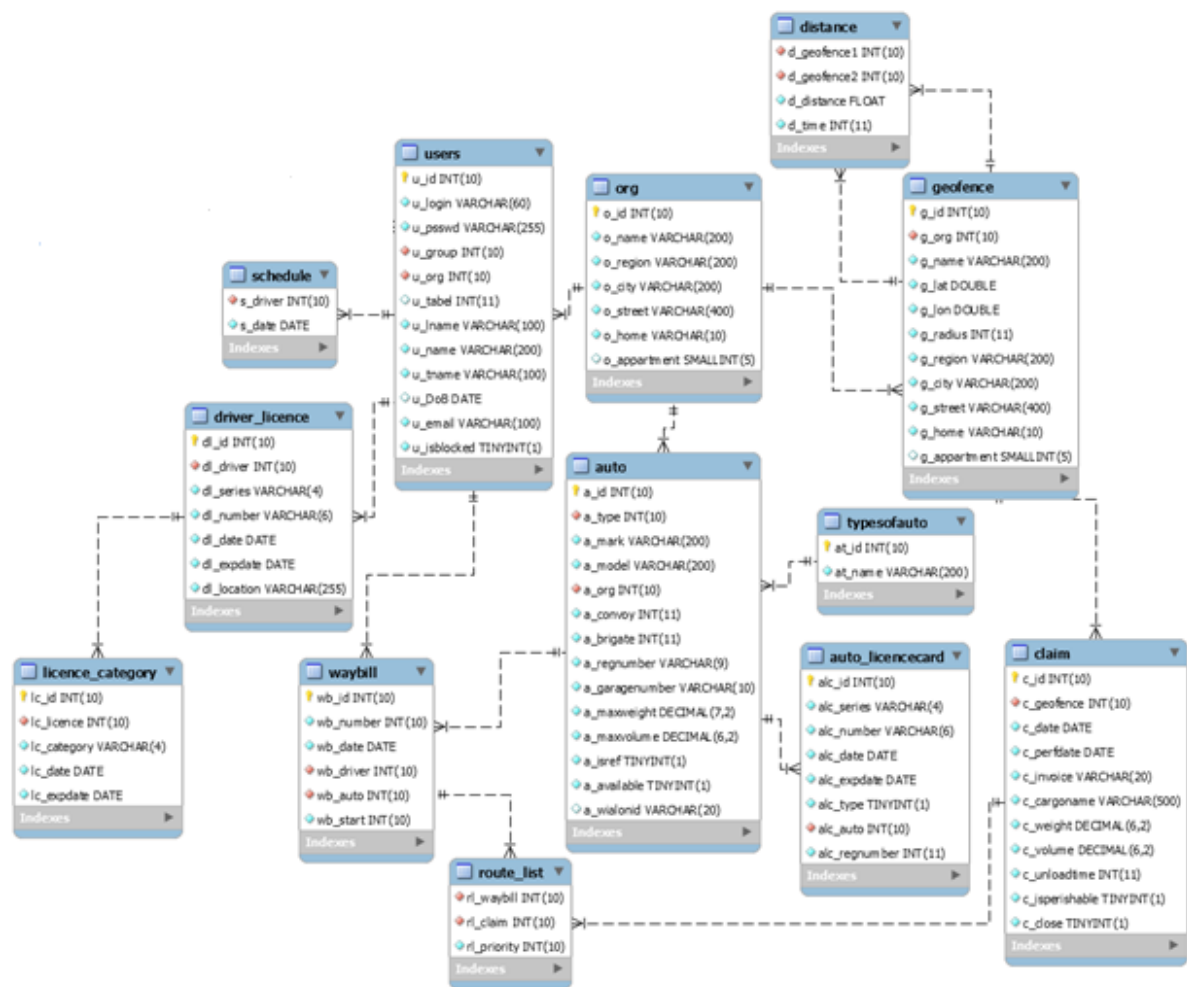 distance
d_geofence1 INT(10)
d_geofence2 INT(10)
d_distance FLOAT
d_time INT(11)
Indexes
users
u_id INT(10)
u_login VARCHAR(60)
u_psswd VARCHAR(255)
u_group INT(10)
u_org INT(10)
u_tabel INT(11)
u_lname VARCHAR(100)
u_name VARCHAR(200)
u_tname VARCHAR(100)
u_DoB DATE
u_email VARCHAR(100)
u_isblocked TINYINT(1)
Indexes
org
o_id INT(10)
o_name VARCHAR(200)
o_region VARCHAR(200)
o_city VARCHAR(200)
o_street VARCHAR(400)
o_home VARCHAR(10)
o_appartment SMALLINT(5)
Indexes
geofence
g_id INT(10)
g_org INT(10)
g_name VARCHAR(200)
g_lat DOUBLE
g_lon DOUBLE
g_radius INT(11)
g_region VARCHAR(200)
g_city VARCHAR(200)
g_street VARCHAR(400)
g_home VARCHAR(10)
g_appartment SMALLINT(5)
Indexes
schedule
s_driver INT(10)
s_date DATE
Indexes
driver_licence
dl_id INT(10)
dl_driver INT(10)
dl_series VARCHAR(4)
dl_number VARCHAR(6)
dl_date DATE
dl_expdate DATE
dl_location VARCHAR(255)
Indexes
auto
a_id INT(10)
a_type INT(10)
a_mark VARCHAR(200)
a_model VARCHAR(200)
a_org INT(10)
a_convoy INT(11)
a_brigate INT(11)
a_regnumber VARCHAR(9)
a_garagenumber VARCHAR(10)
a_maxweight DECIMAL(7,2)
a_maxvolume DECIMAL(6,2)
a_isref TINYINT(1)
a_available TINYINT(1)
a_wialonid VARCHAR(20)
Indexes
typesofauto
at_id INT(10)
at_name VARCHAR(200)
Indexes
licence_category
lc_id INT(10)
lc_licence INT(10)
lc_category VARCHAR(4)
lc_date DATE
lc_expdate DATE
Indexes
waybill
wb_id INT(10)
wb_number INT(10)
wb_date DATE
wb_driver INT(10)
wb_auto INT(10)
wb_start INT(10)
Indexes
auto_licencecard
alc_id INT(10)
alc_series VARCHAR(4)
alc_number VARCHAR(6)
alc_date DATE
alc_expdate DATE
alc_type TINYINT(1)
alc_auto INT(10)
alc_regnumber INT(11)
Indexes
claim
c_id INT(10)
c_geofence INT(10)
c_date DATE
c_perfdate DATE
c_invoice VARCHAR(20)
c_cargoname VARCHAR(500)
c_weight DECIMAL(6,2)
c_volume DECIMAL(6,2)
c_unloadtime INT(11)
c_isperishable TINYINT(1)
c_close TINYINT(1)
Indexes
route_list
rl_waybill INT(10)
rl_claim INT(10)
rl_priority INT(10)
Indexes